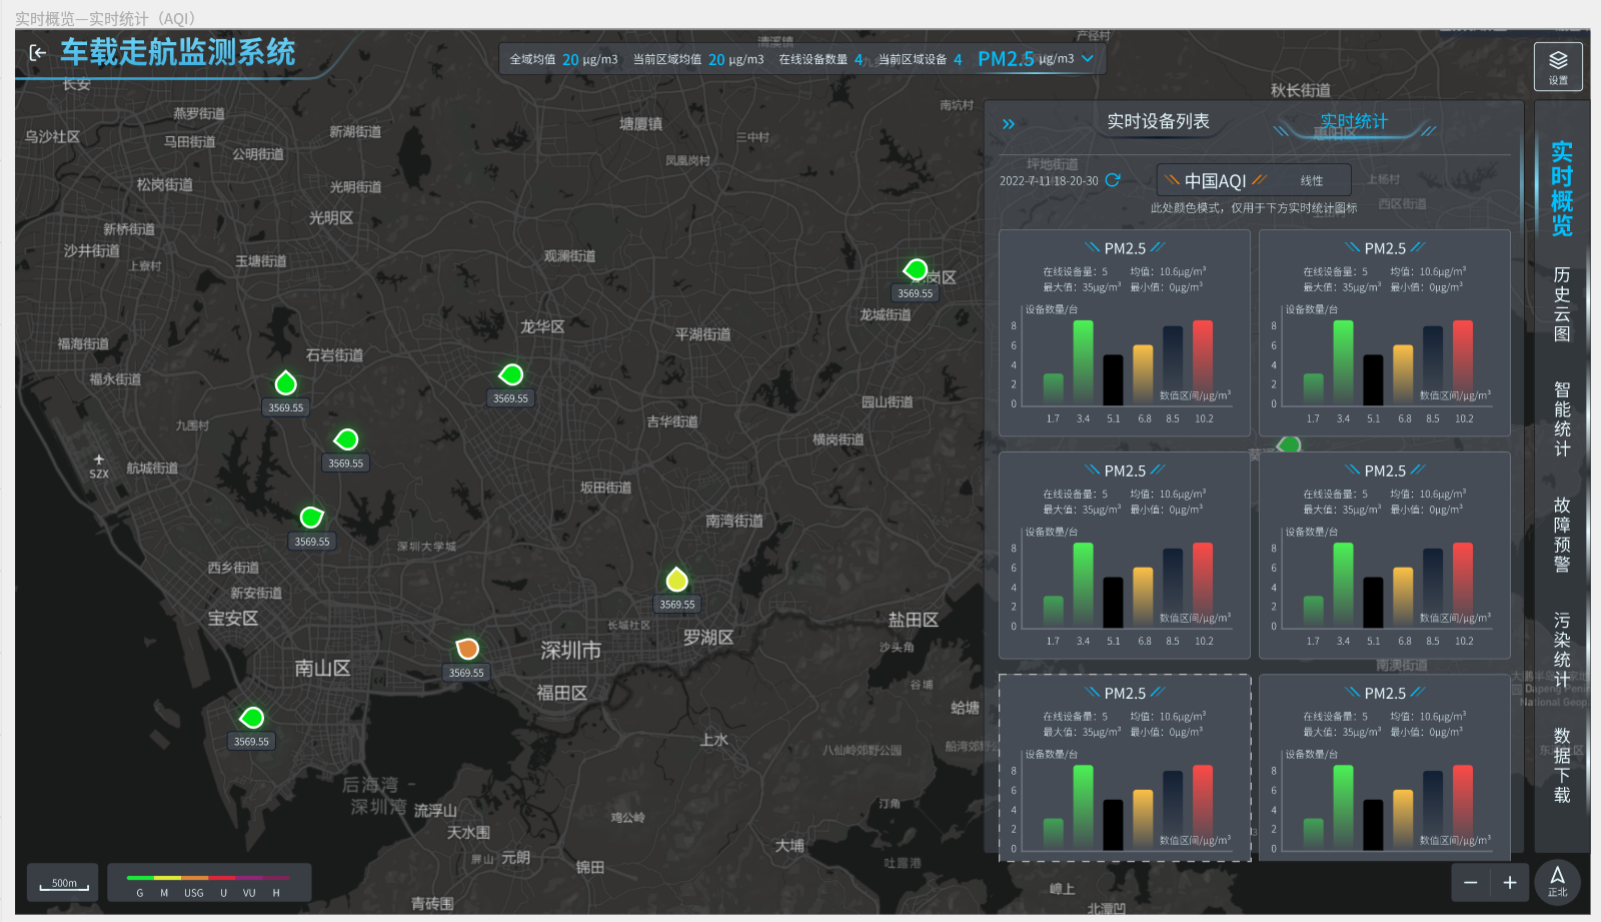 实时概览—实时统计（AQI）
车载走航监测系统
全域均值 20 μg/m3 当前区域均值 20 μg/m3 在线设备数量 4 当前区域设备 4 PM2.5 μg/m3
设置
清溪镇
产径村
长安
燕罗街道
乌沙社区
马田街道
公明街道
新湖街道
塘厦镇
三中村
南坑村
秋长街道
凤凰岗村
松岗街道
光明街道
光明区
新桥街道
沙井街道
上寮村
玉塘街道
观澜街道
龙岗区
3569.55
龙城街道
龙华区
平湖街道
福海街道
石岩街道
福永街道
3569.55
3569.55
园山街道
九围村
吉华街道
横岗街道
3569.55
SZX
航城街道
坂田街道
南湾街道
3569.55
深圳大学城
西乡街道
新安街道
宝安区
3569.55
长城社区
罗湖区
盐田区
沙头角
深圳市
南山区
3569.55
福田区
谷埔
蛤塘
3569.55
上水
八仙岭郊野公园
船湾郊野
后海湾 -
深圳湾
流浮山
天水围
鸡公岭
汀角
大埔
屏山
元朗
锦田
吐露港
青砖围
嶂上
北潭凹
500m
G M USG U VU H
实时设备列表
实时统计
惠阳区
坪地街道
2022-7-11 18-20-30
中国AQI
线性
上杨村
西区街道
此处颜色模式，仅用于下方实时统计图标
PM2.5
在线设备量：5 均值：10.6μg/m³
最大值：35μg/m³ 最小值：0μg/m³
设备数量/台
8
6
4
2
0
数值区间/μg/m³
1.7 3.4 5.1 6.8 8.5 10.2
PM2.5
在线设备量：5 均值：10.6μg/m³
最大值：35μg/m³ 最小值：0μg/m³
设备数量/台
8
6
4
2
0
数值区间/μg/m³
1.7 3.4 5.1 6.8 8.5 10.2
PM2.5
在线设备量：5 均值：10.6μg/m³
最大值：35μg/m³ 最小值：0μg/m³
设备数量/台
8
6
4
2
0
数值区间/μg/m³
1.7 3.4 5.1 6.8 8.5 10.2
PM2.5
在线设备量：5 均值：10.6μg/m³
最大值：35μg/m³ 最小值：0μg/m³
设备数量/台
8
6
4
2
0
数值区间/μg/m³
1.7 3.4 5.1 6.8 8.5 10.2
南澳街道
PM2.5
在线设备量：5 均值：10.6μg/m³
最大值：35μg/m³ 最小值：0μg/m³
设备数量/台
8
6
4
2
0
数值区间/μg/m³
PM2.5
在线设备量：5 均值：10.6μg/m³
最大值：35μg/m³ 最小值：0μg/m³
设备数量/台
8
6
4
2
0
数值区间/μg/m³
实时概览
历史云图
智能统计
故障预警
污染统计
数据下载
Dapeng Peni
National Geop
正北